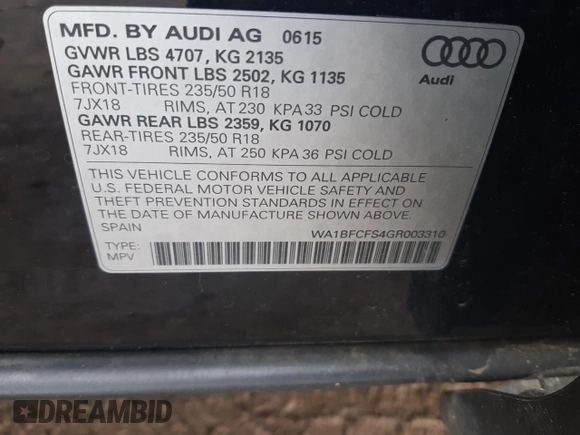 MFD. BY AUDI AG 0615
GVWR LBS 4707, KG 2135
GAWR FRONT LBS 2502, KG 1135
FRONT-TIRES 235/50 R18
7JX18 RIMS, AT 230 KPA 33 PSI COLD
GAWR REAR LBS 2359, KG 1070
REAR-TIRES 235/50 R18
7JX18 RIMS, AT 250 KPA 36 PSI COLD
Audi
THIS VEHICLE CONFORMS TO ALL APPLICABLE
U.S. FEDERAL MOTOR VEHICLE SAFETY AND
THEFT PREVENTION STANDARDS IN EFFECT ON
THE DATE OF MANUFACTURE SHOWN ABOVE.
SPAIN WA1BFCFS4GR003310
TYPE:
MPV
DREAMBID